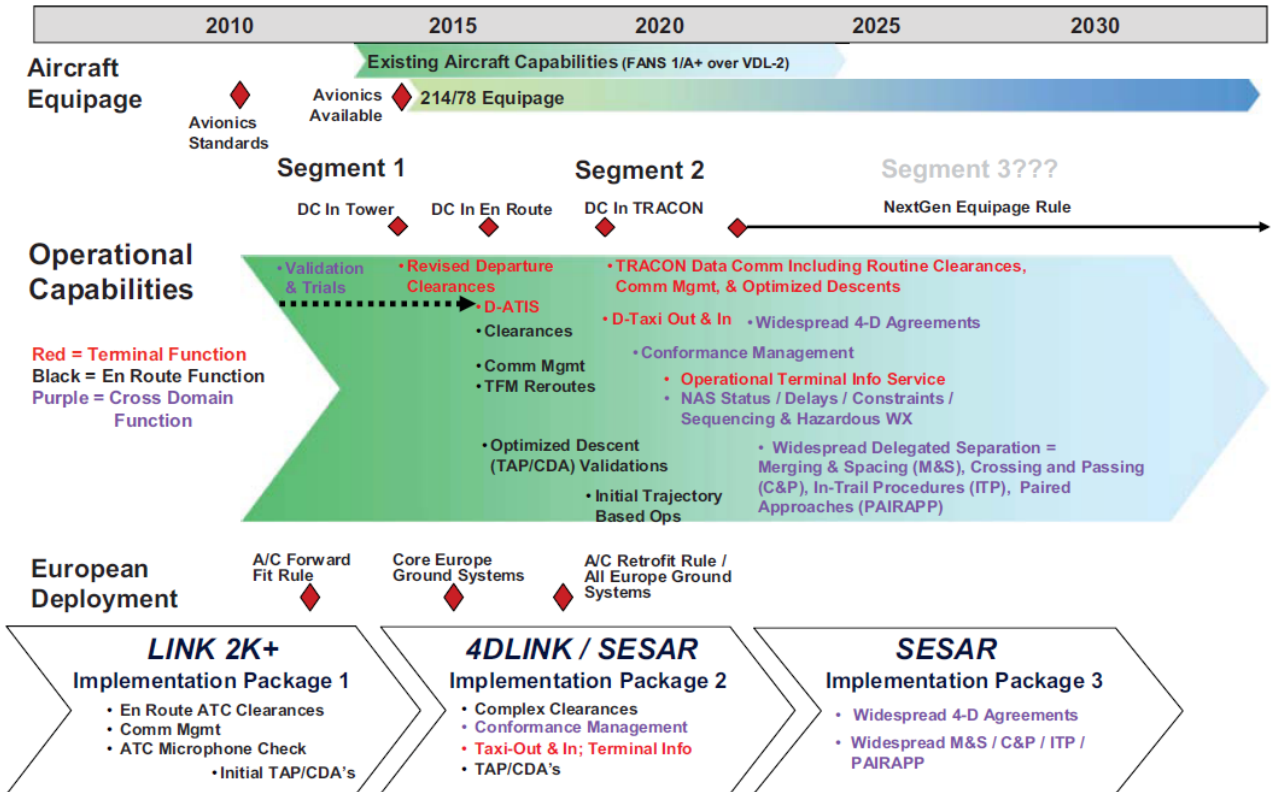 2010 2015 2020 2025 2030
Aircraft
Equipage
Existing Aircraft Capabilities (FANS 1/A+ over VDL-2)
Avionics
Standards
Avionics
Available
214/78 Equipage
Segment 1
Segment 2
Segment 3???
DC In Tower
DC In En Route
DC In TRACON
NextGen Equipage Rule
Operational
Capabilities
Red = Terminal Function
Black = En Route Function
Purple = Cross Domain
Function
• Validation
& Trials
• Revised Departure
Clearances
• D-ATIS
• Clearances
• Comm Mgmt
• TFM Reroutes
• Optimized Descent
(TAP/CDA) Validations
• Initial Trajectory
Based Ops
• TRACON Data Comm Including Routine Clearances,
Comm Mgmt, & Optimized Descents
• D-Taxi Out & In
• Widespread 4-D Agreements
• Conformance Management
• Operational Terminal Info Service
• NAS Status / Delays / Constraints /
Sequencing & Hazardous WX
• Widespread Delegated Separation =
Merging & Spacing (M&S), Crossing and Passing
(C&P), In-Trail Procedures (ITP), Paired
Approaches (PAIRAPP)
European
Deployment
A/C Forward
Fit Rule
Core Europe
Ground Systems
A/C Retrofit Rule /
All Europe Ground
Systems
LINK 2K+
Implementation Package 1
• En Route ATC Clearances
• Comm Mgmt
• ATC Microphone Check
• Initial TAP/CDA's
4DLINK / SESAR
Implementation Package 2
• Complex Clearances
• Conformance Management
• Taxi-Out & In; Terminal Info
• TAP/CDA's
SESAR
Implementation Package 3
• Widespread 4-D Agreements
• Widespread M&S / C&P / ITP /
PAIRAPP